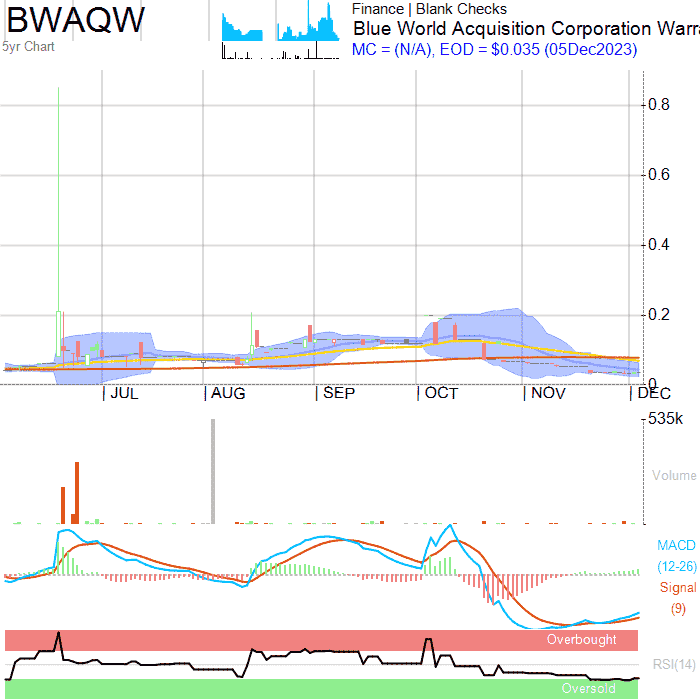 BWAQW
5yr Chart
Finance | Blank Checks
Blue World Acquisition Corporation Warra
MC = (N/A), EOD = $0.035 (05Dec2023)
0.8
0.6
0.4
0.2
0
JUL AUG SEP OCT NOV DEC
535k
Volume
MACD
(12-26)
Signal
(9)
Overbought
RSI(14)
Oversold